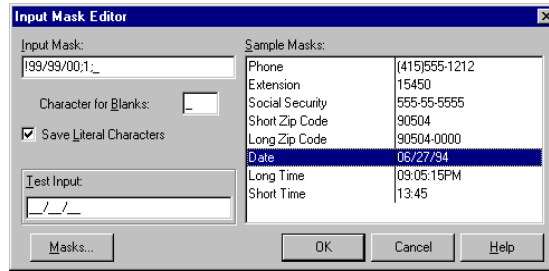 Input Mask Editor
Input Mask:
!99/99/00;1;_
Character for Blanks: _
Save Literal Characters
Test Input:
__/__/__
Masks...
Sample Masks:
Phone (415)555-1212
Extension 15450
Social Security 555-55-5555
Short Zip Code 90504
Long Zip Code 90504-0000
Date 06/27/94
Long Time 09:05:15PM
Short Time 13:45
OK Cancel Help